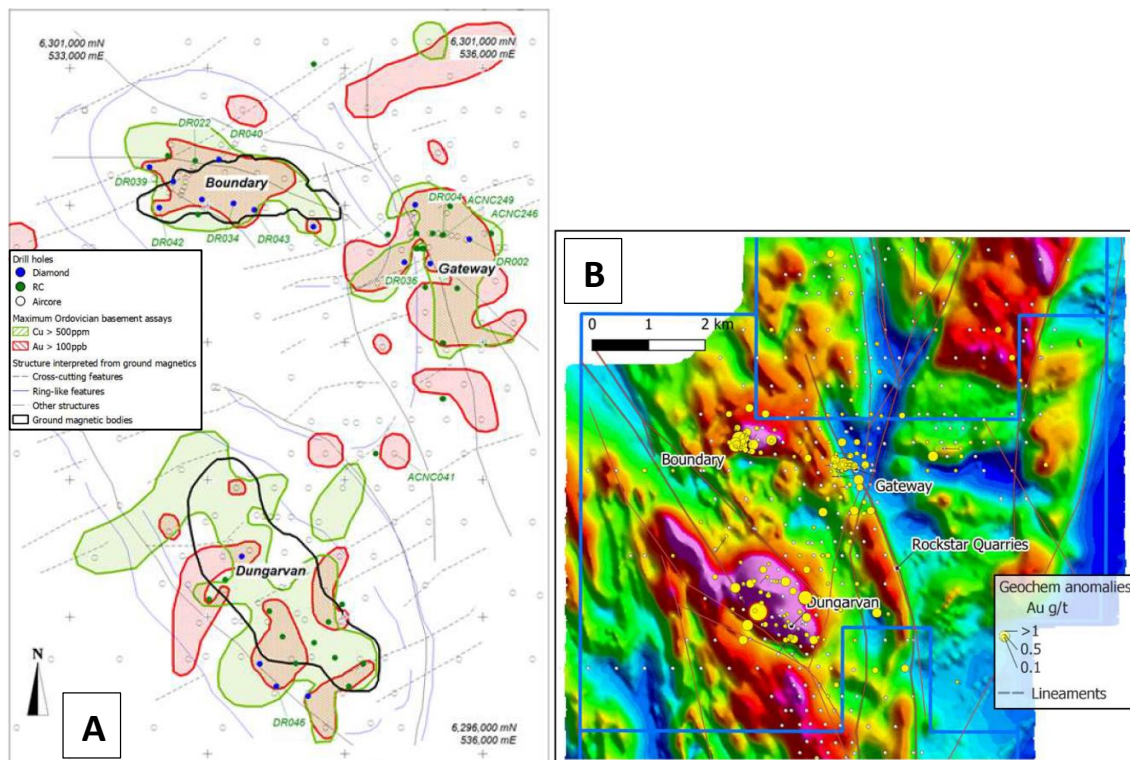 6,301,000 mN
533,000 mE
6,301,000 mN
536,000 mE
DR022
DR040
Boundary
DR039
DR004
ACNC249
ACNC246
DR042
DR034
DR043
DR002
Gateway
DR036
Drill holes
Diamond
RC
Aircore
Maximum Ordovician basement assays
Cu > 500ppm
Au > 100ppb
Structure interpreted from ground magnetics
Cross-cutting features
Ring-like features
Other structures
Ground magnetic bodies
ACNC041
Dungarvan
N
A
DR046
6,296,000 mN
536,000 mE
B
0 1 2 km
Boundary
Gateway
Rockstar Quarries
Dungarvan
Geochem anomalies
Au g/t
>1
0.5
0.1
Lineaments